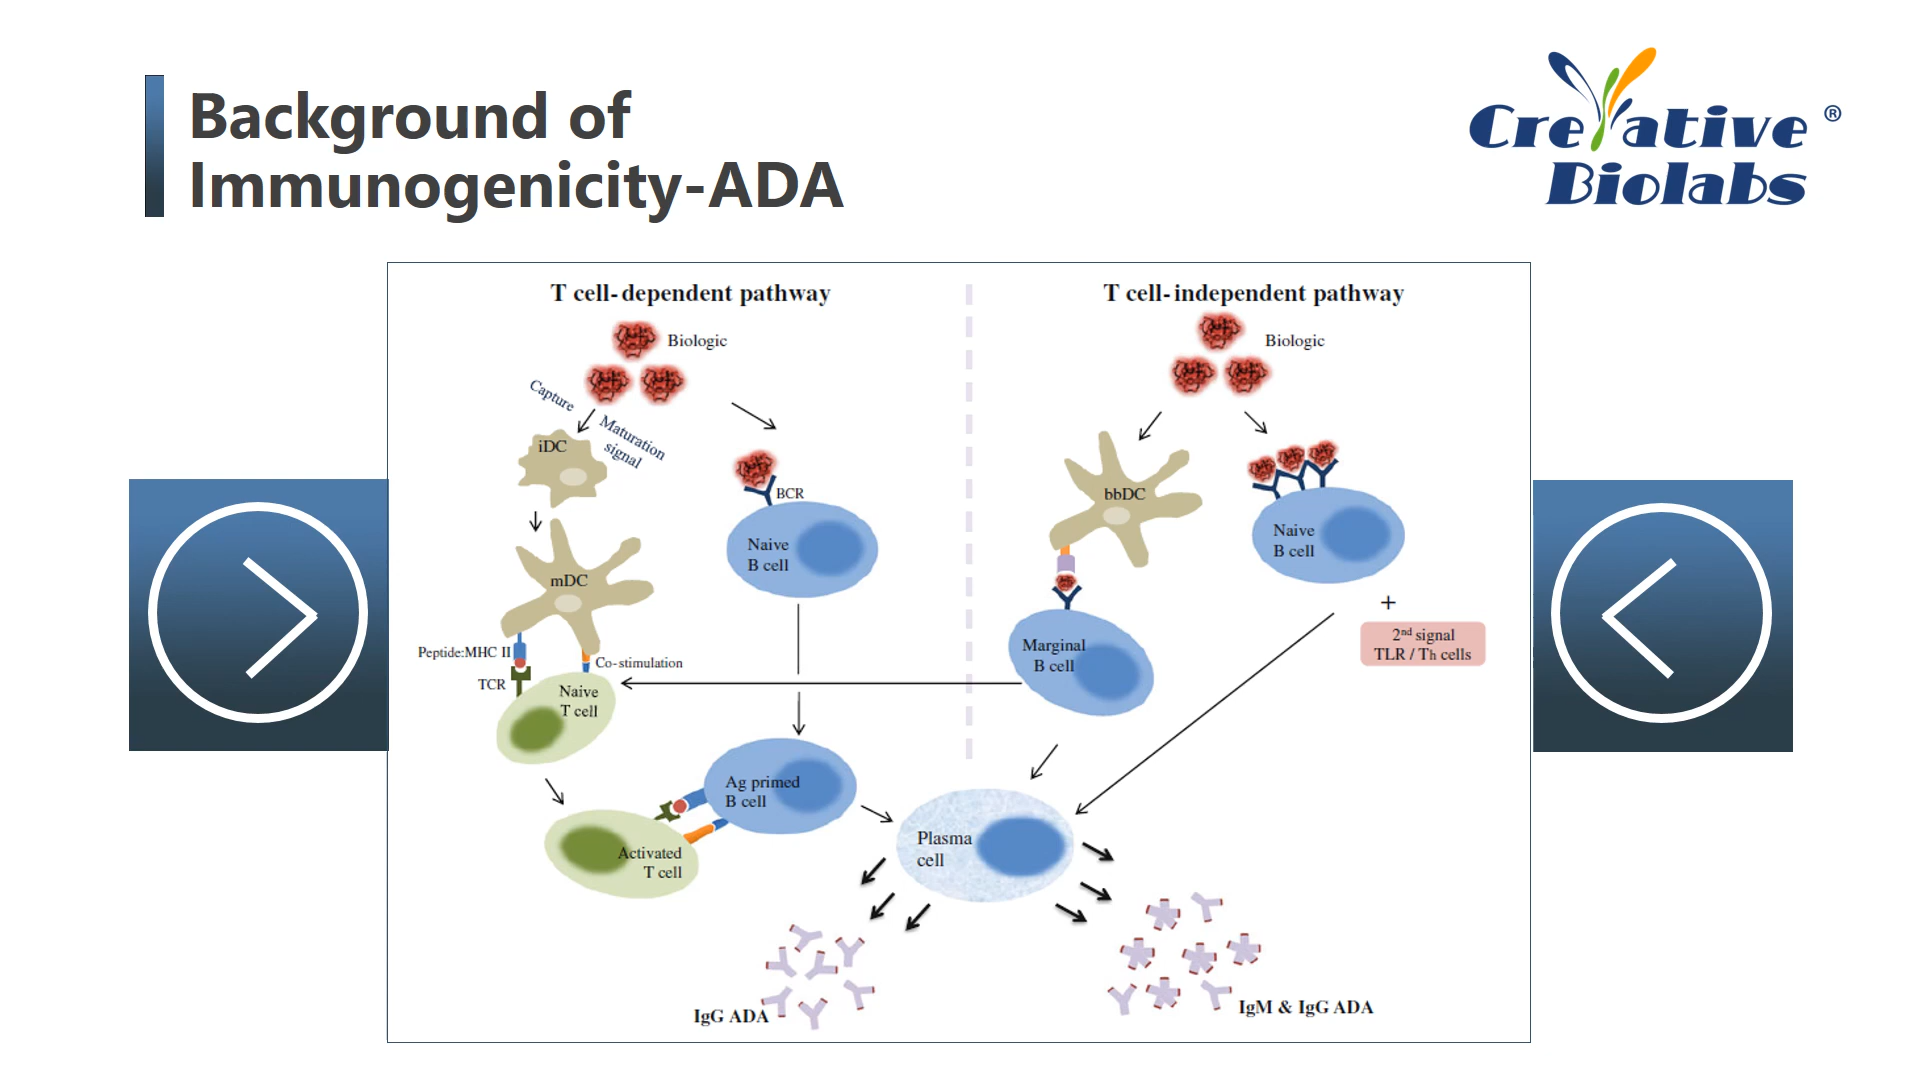 Background of
Immunogenicity-ADA
Creative ®
Biolabs
T cell-dependent pathway
Biologic
Capture
Maturation
signal
iDC
mDC
BCR
Naive
B cell
Peptide:MHC II
TCR
Co-stimulation
Naive
T cell
Ag primed
B cell
Activated
T cell
T cell-independent pathway
Biologic
bbDC
Naive
B cell
+
2nd signal
TLR / Th cells
Marginal
B cell
Plasma
cell
IgG ADA
IgM & IgG ADA